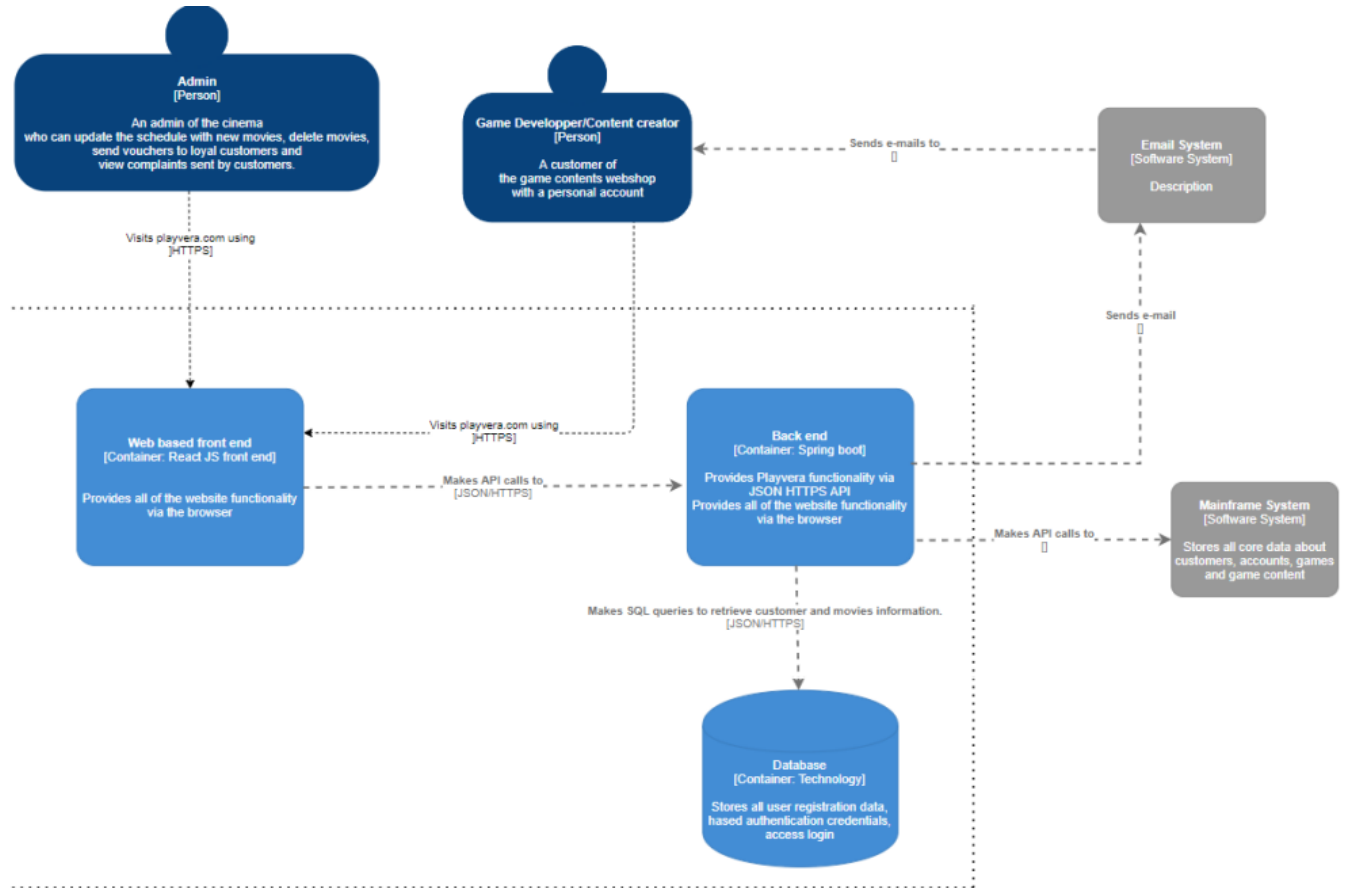 Admin
[Person]
An admin of the cinema
who can update the schedule with new movies, delete movies,
send vouchers to loyal customers and
view complaints sent by customers.
Game Developper/Content creator
[Person]
A customer of
the game contents webshop
with a personal account
Sends e-mails to
[]
Email System
[Software System]
Description
Visits playvera.com using
]HTTPS]
Sends e-mail
[]
Web based front end
[Container: React JS front end]
Provides all of the website functionality
via the browser
Visits playvera.com using
]HTTPS]
Makes API calls to
[JSON/HTTPS]
Back end
[Container: Spring boot]
Provides Playvera functionality via
JSON HTTPS API
Provides all of the website functionality
via the browser
Makes API calls to
[]
Mainframe System
[Software System]
Stores all core data about
customers, accounts, games
and game content
Makes SQL queries to retrieve customer and movies information.
[JSON/HTTPS]
Database
[Container: Technology]
Stores all user registration data,
hased authentication credentials,
access login